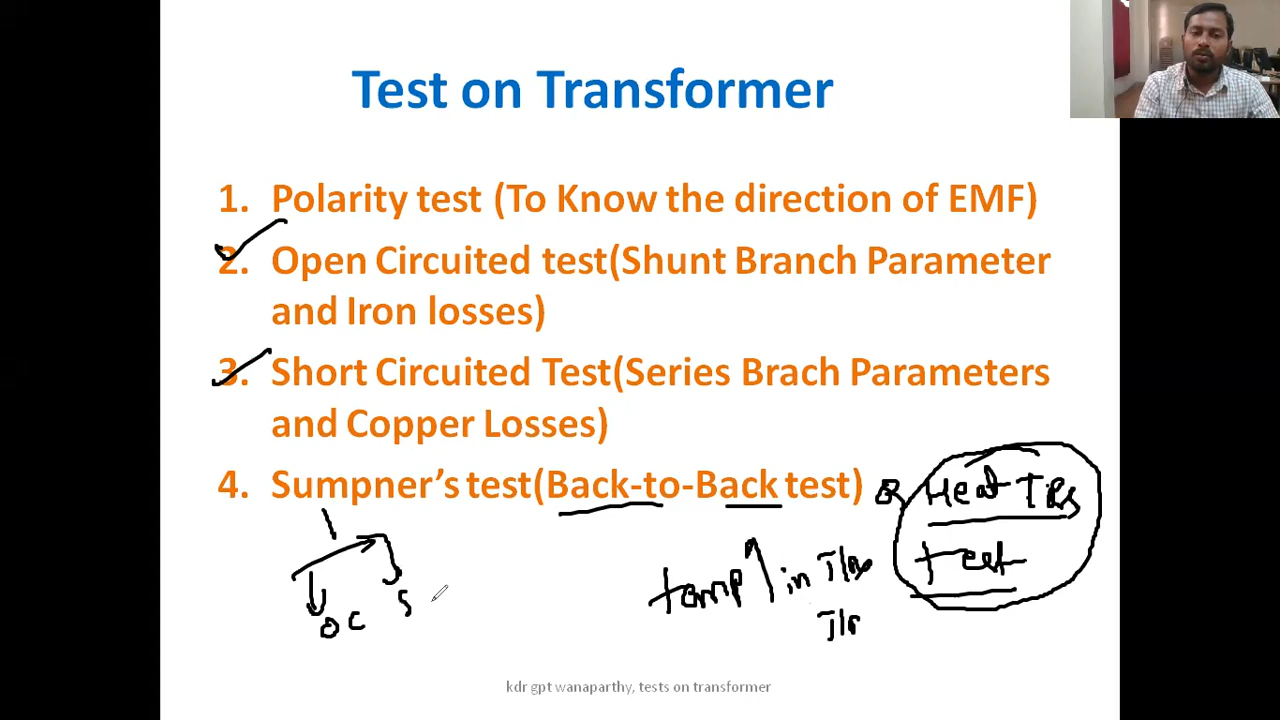 Test on Transformer
1. Polarity test (To Know the direction of EMF)
2. Open Circuited test(Shunt Branch Parameter
and Iron losses)
3. Short Circuited Test(Series Brach Parameters
and Copper Losses)
4. Sumpner’s test(Back-to-Back test)
Heat
test
temp in
OC S
kdr gpt wanaparthy, tests on transformer